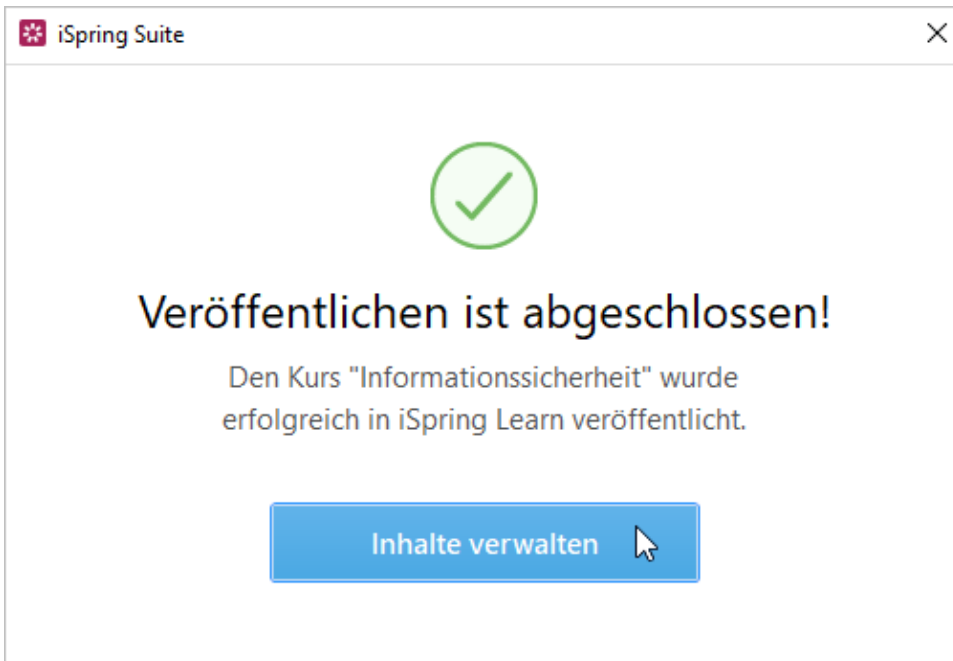 iSpring Suite
Veröffentlichen ist abgeschlossen!
Den Kurs "Informationssicherheit" wurde
erfolgreich in iSpring Learn veröffentlicht.
Inhalte verwalten